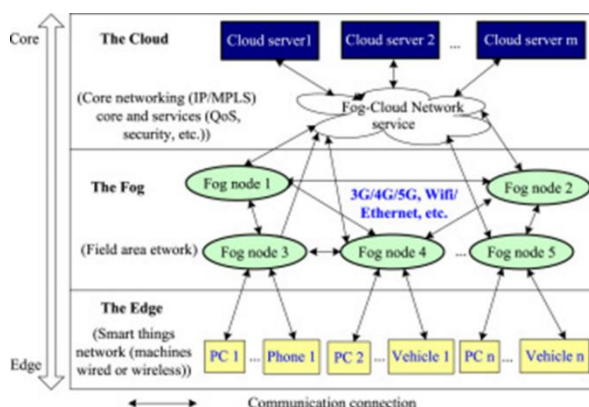 Core
The Cloud
Cloud server1
Cloud server 2
...
Cloud server m
(Core networking (IP/MPLS)
core and services (QoS,
security, etc.))
Fog-Cloud Network
service
The Fog
Fog node 1
3G/4G/5G, Wifi/
Ethernet, etc.
Fog node 2
(Field area etwork)
Fog node 3
Fog node 4
...
Fog node 5
The Edge
(Smart things
network (machines
wired or wireless))
PC 1
...
Phone 1
PC 2
...
Vehicle 1
PC n
...
Vehicle n
Edge
Communication connection